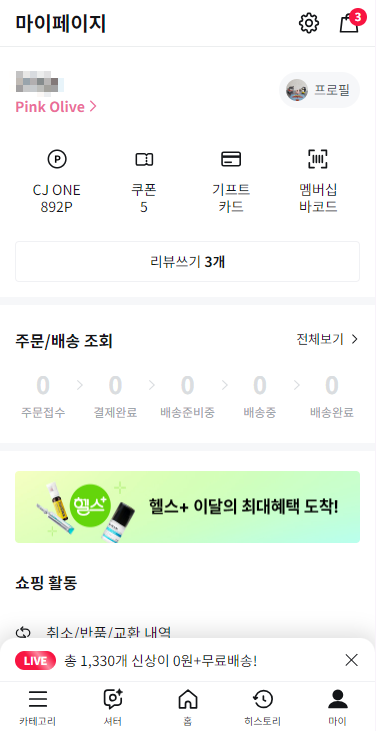 마이페이지
3
Pink Olive
프로필
CJ ONE
892P
쿠폰
5
기프트
카드
멤버십
바코드
리뷰쓰기 3개
주문/배송 조회
전체보기
0 0 0 0 0
주문접수 결제완료 배송준비중 배송중 배송완료
헬스+
헬스+ 이달의 최대혜택 도착!
쇼핑 활동
취소/반품/교환 내역
LIVE 총 1,330개 신상이 0원+무료배송!
카테고리 셔터 홈 히스토리 마이